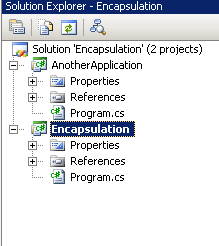 Solution Explorer - Encapsulation
Solution 'Encapsulation' (2 projects)
AnotherApplication
Properties
References
Program.cs
Encapsulation
Properties
References
Program.cs